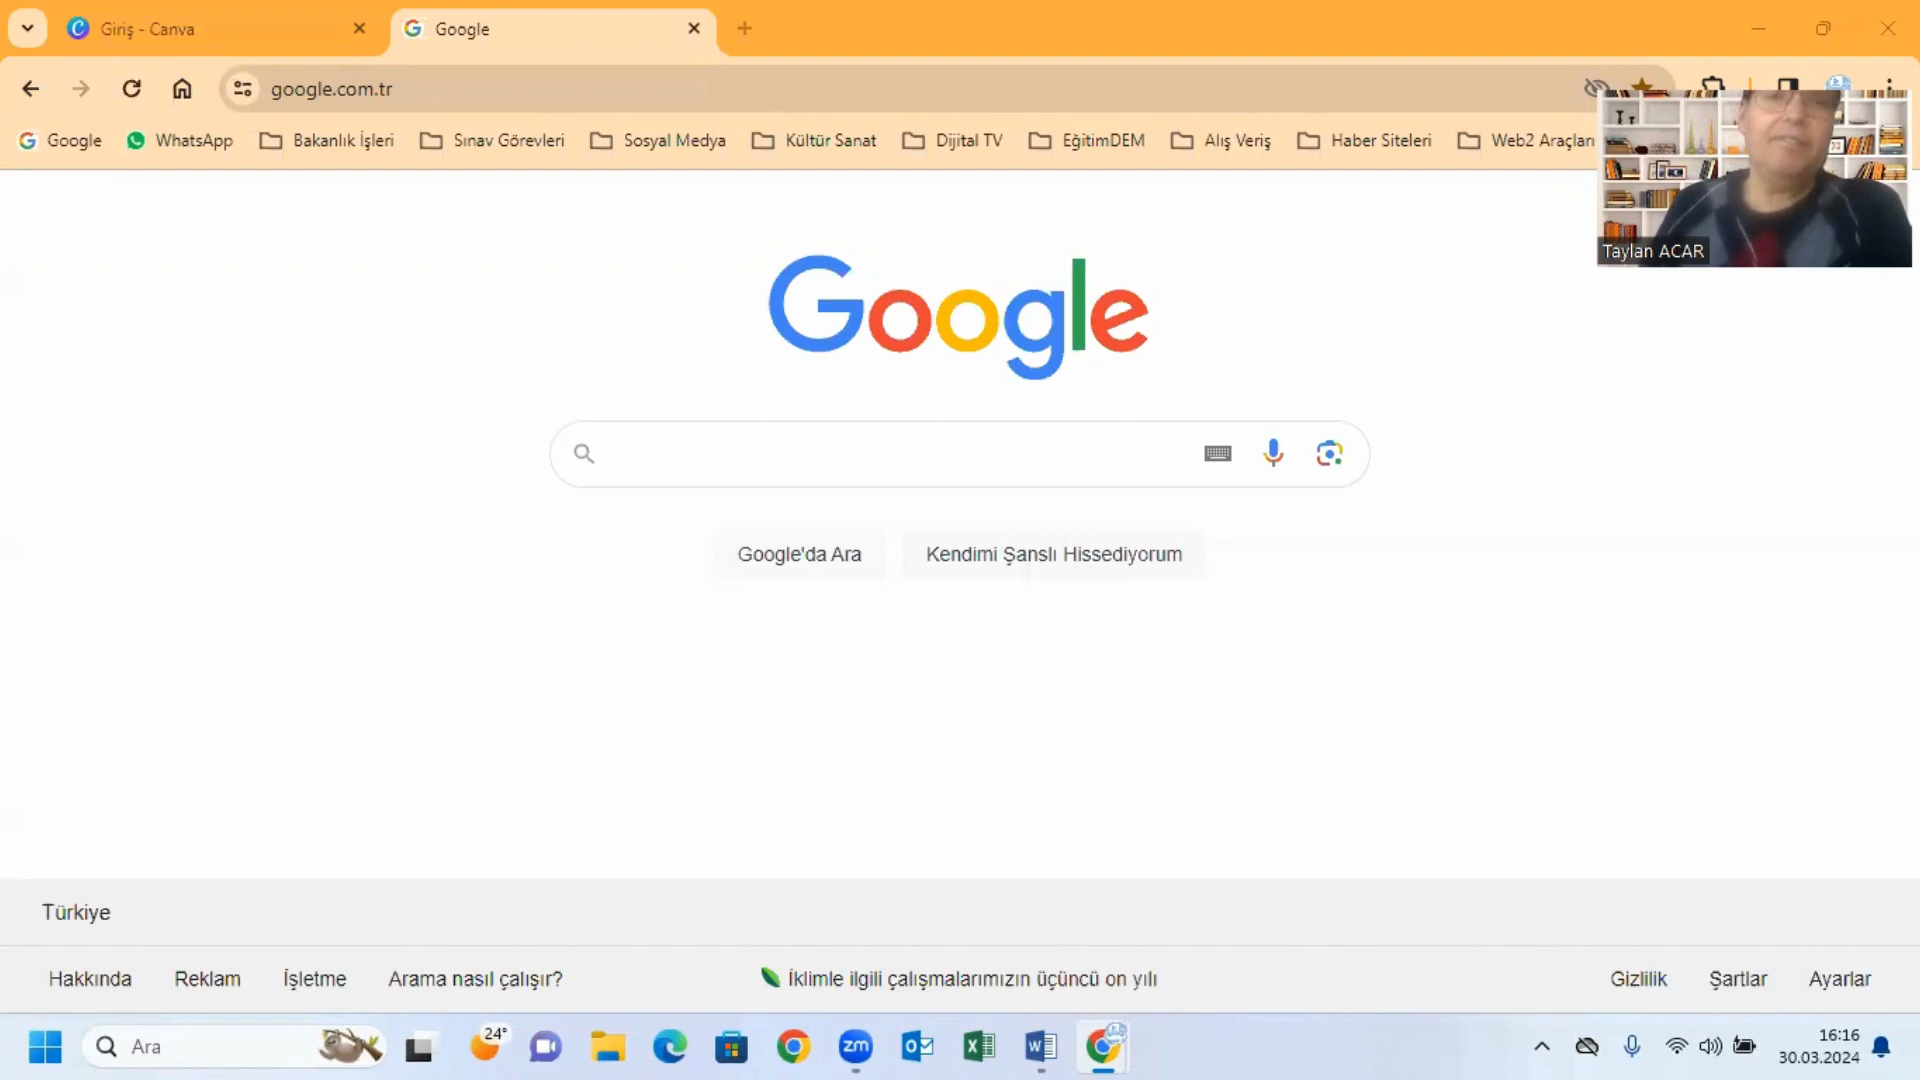 Giriş - Canva
Google
google.com.tr
Google WhatsApp Bakanlık İşleri Sınav Görevleri Sosyal Medya Kültür Sanat Dijital TV EğitimDEM Alış Veriş Haber Siteleri Web2 Araçları
Taylan ACAR
Google
Google'da Ara Kendimi Şanslı Hissediyorum
Türkiye
Hakkında Reklam İşletme Arama nasıl çalışır? İklimle ilgili çalışmalarımızın üçüncü on yılı Gizlilik Şartlar Ayarlar
Ara 24° zm 16:16
30.03.2024